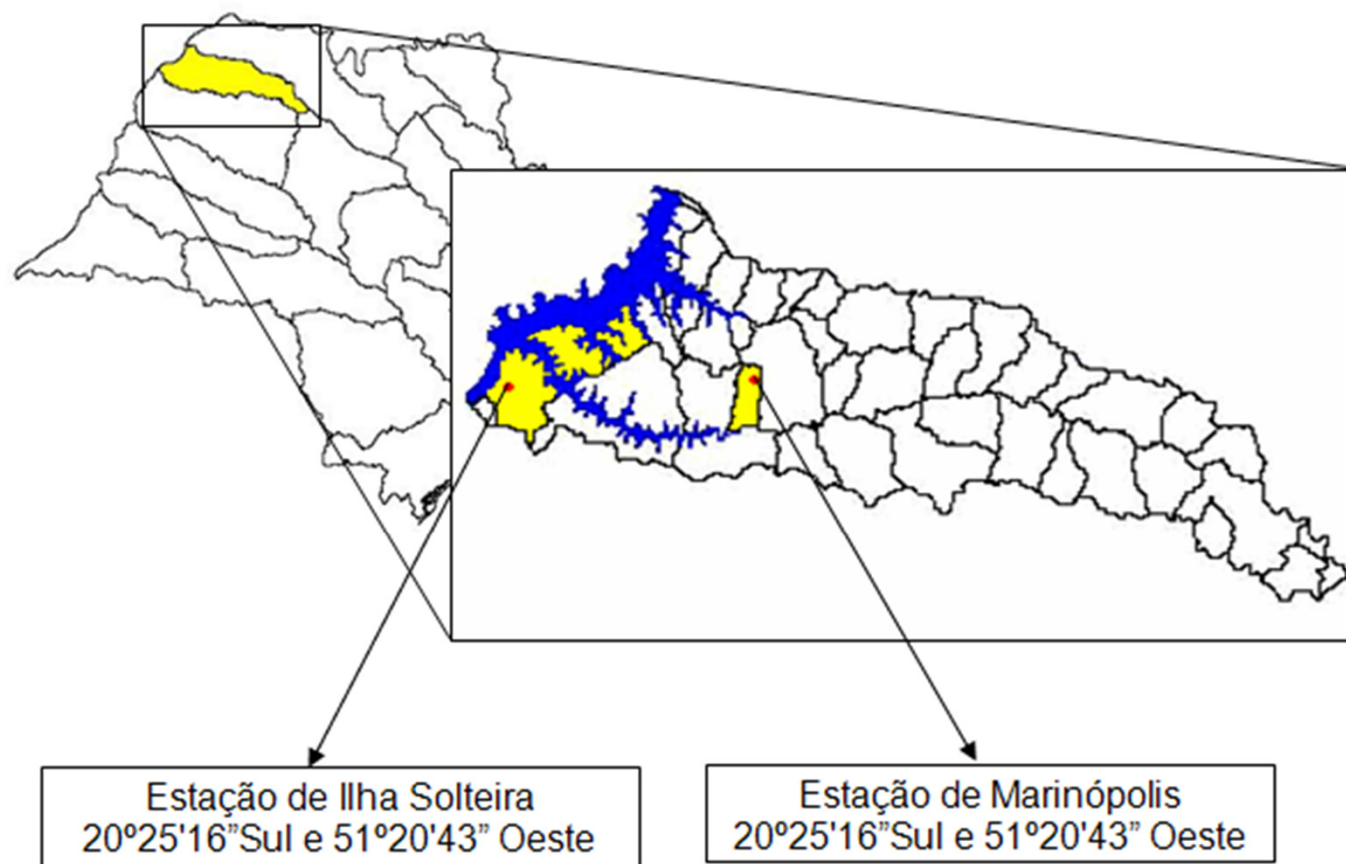 Estação de Ilha Solteira
20º25'16”Sul e 51º20'43” Oeste
Estação de Marinópolis
20º25'16”Sul e 51º20'43” Oeste